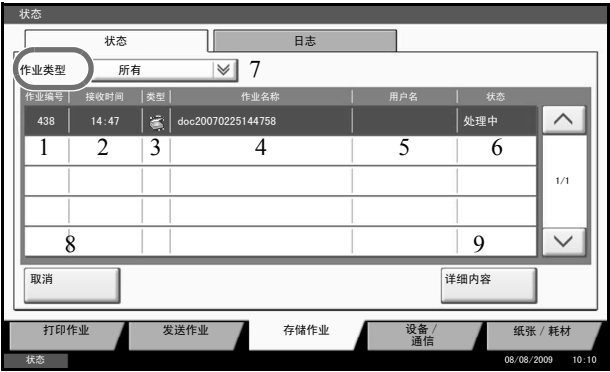 状态
状态 日志
作业类型 所有 7
作业编号 接收时间 类型 作业名称 用户名 状态
438 14:47 doc20070225144758 处理中
1 2 3 4 5 6
1/1
8 9
取消 详细内容
打印作业 发送作业 存储作业 设备 / 纸张 / 耗材
通信
状态 08/08/2009 10:10